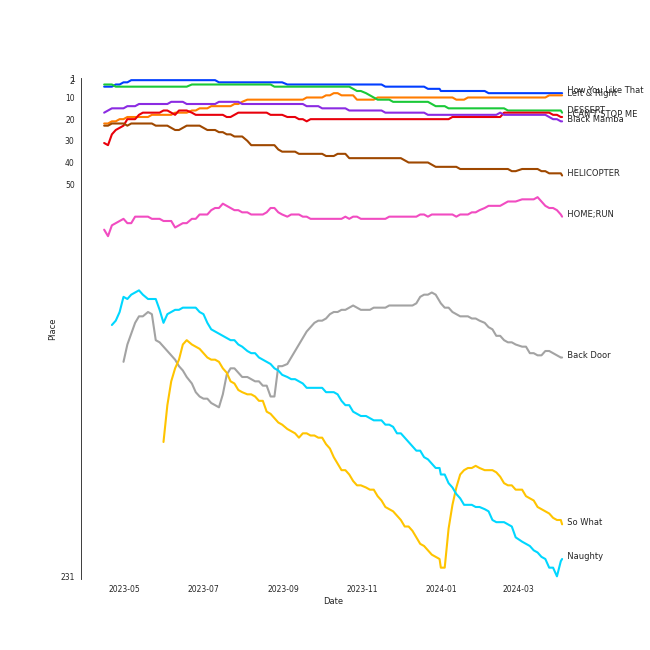 1
2
10
20
30
40
50
231
Place
2023-05
2023-07
2023-09
2023-11
2024-01
2024-03
Date
How You Like That
Left & Right
DESSERT
I CAN'T STOP ME
Black Mamba
HELICOPTER
HOME;RUN
Back Door
So What
Naughty